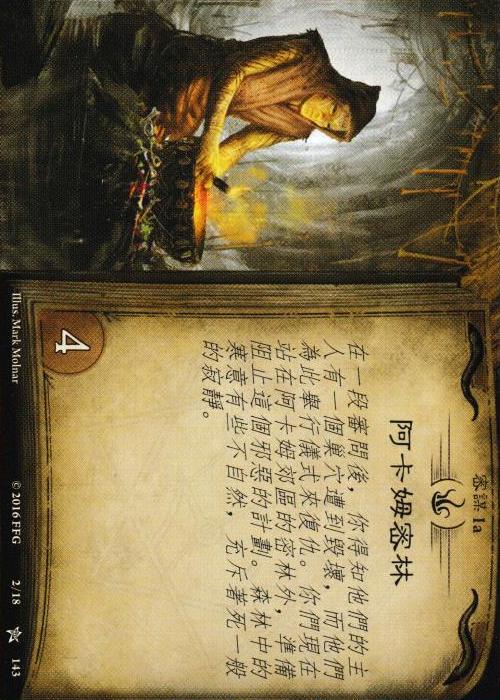 密謀 1a
阿卡姆密林
在一段審問後，你得知他們的主
人有一個巢穴遭到毀壞，而他們
為此舉行儀式來復仇。你們現在
站在阿卡姆郊區的密林外，準備
阻止這個邪惡的計劃。森林中的
寒意有些不自然，充斥著死一般
的寂靜。
4
Illus. Mark Molnar © 2016 FFG 2/18 143